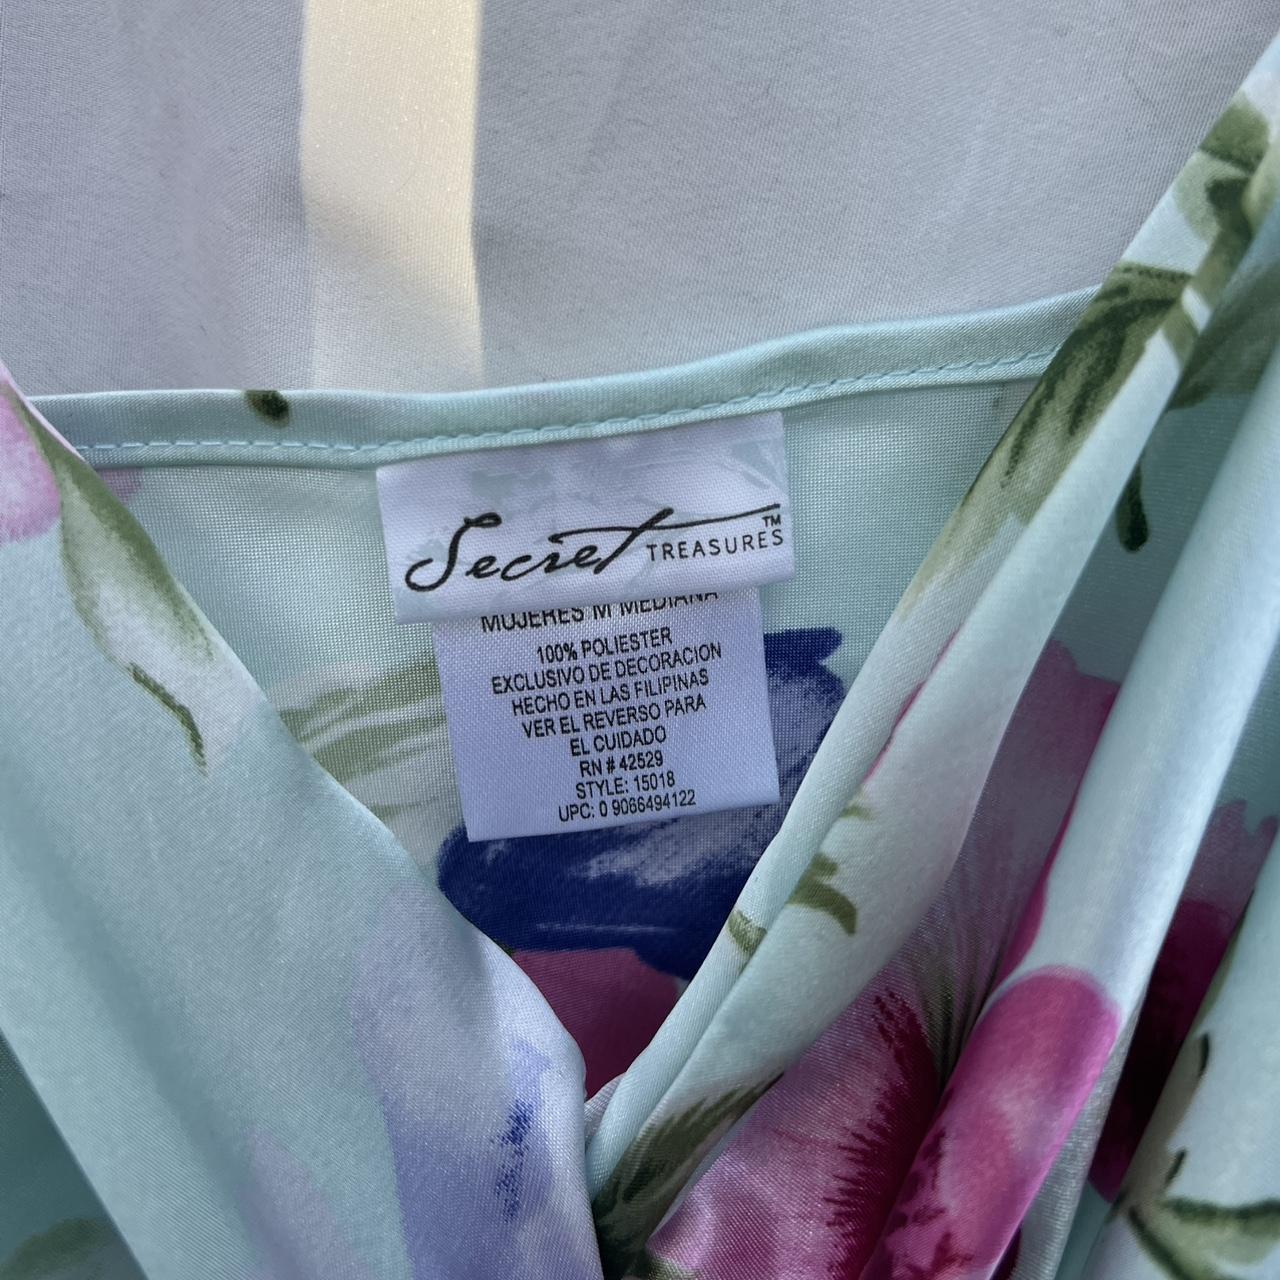 Secret TREASURES™
MUJERES M MEDIANA
100% POLIESTER
EXCLUSIVO DE DECORACION
HECHO EN LAS FILIPINAS
VER EL REVERSO PARA
EL CUIDADO
RN # 42529
STYLE: 15018
UPC: 0 9066494122